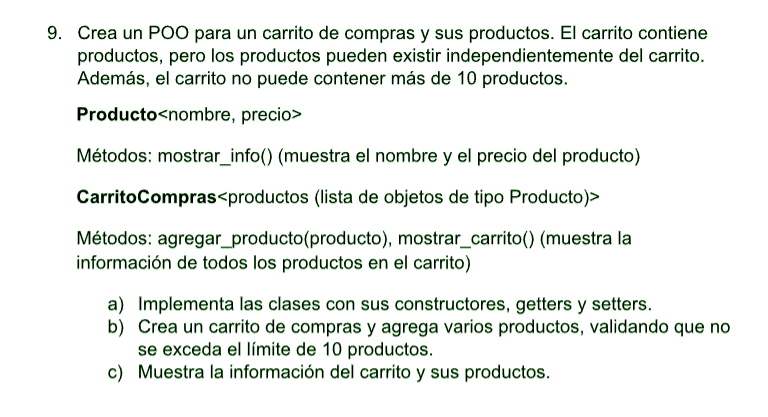 9. Crea un POO para un carrito de compras y sus productos. El carrito contiene
productos, pero los productos pueden existir independientemente del carrito.
Además, el carrito no puede contener más de 10 productos.
Producto<nombre, precio>
Métodos: mostrar_info() (muestra el nombre y el precio del producto)
CarritoCompras<productos (lista de objetos de tipo Producto)>
Métodos: agregar_producto(producto), mostrar_carrito() (muestra la
información de todos los productos en el carrito)
a) Implementa las clases con sus constructores, getters y setters.
b) Crea un carrito de compras y agrega varios productos, validando que no
se exceda el límite de 10 productos.
c) Muestra la información del carrito y sus productos.